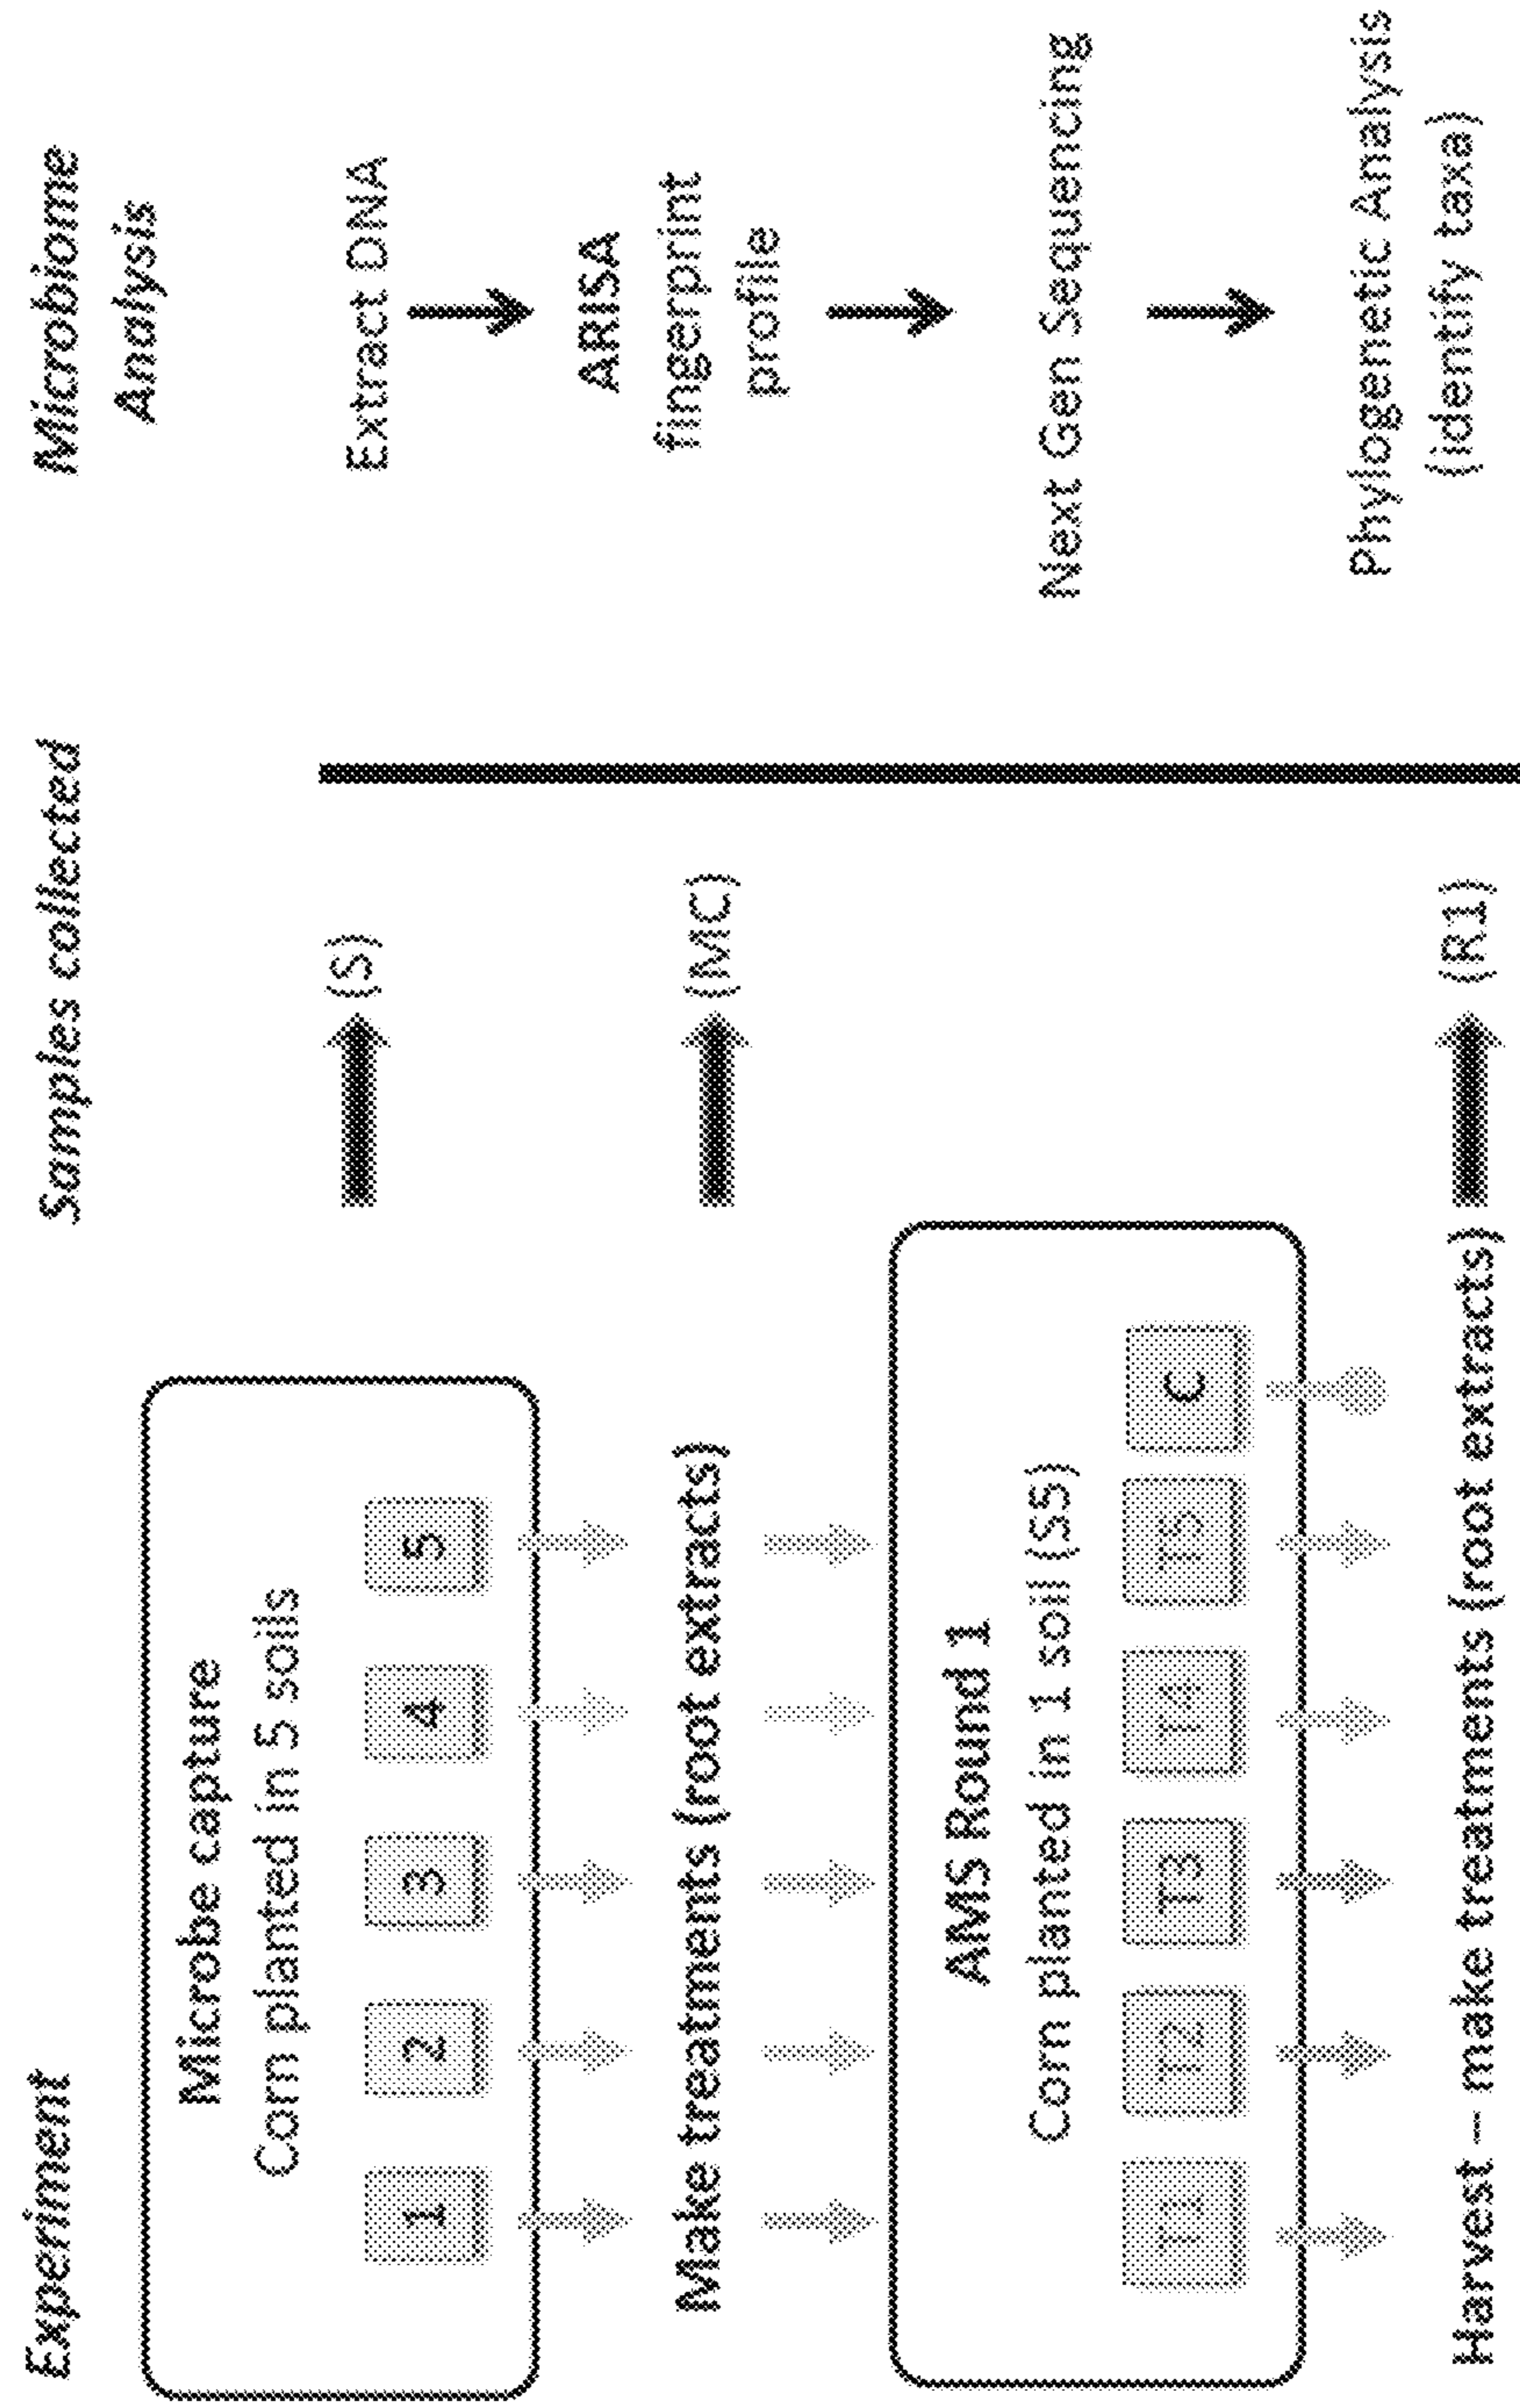 Experiment
Samples collected
Microbiome
Analysis
Microbe capture
Corn planted in 5 soils
1
2
3
4
5
(S)
Make treatments (root extracts)
(MC)
AMS Round 1
Corn planted in 1 soil (S5)
T1
T2
T3
T4
T5
C
Harvest – make treatments (root extracts)
(R1)
Extract DNA
ARISA
fingerprint
profile
Next Gen Sequencing
Phylogenetic Analysis
(identify taxa)